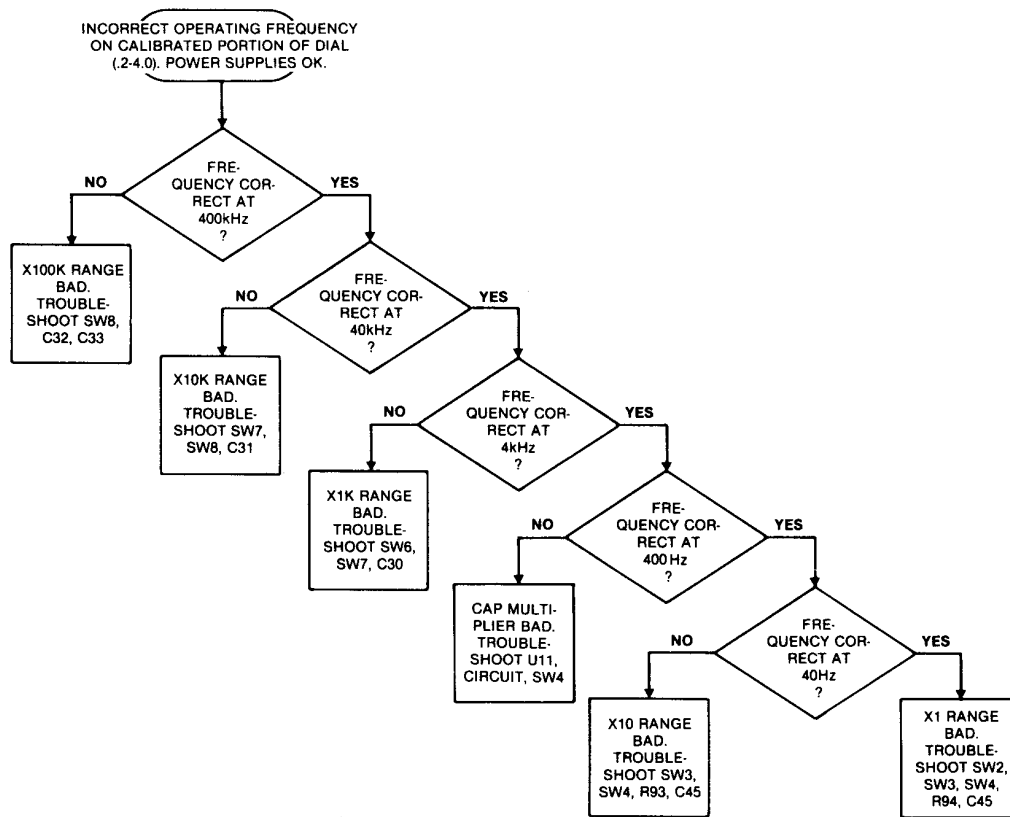 INCORRECT OPERATING FREQUENCY
ON CALIBRATED PORTION OF DIAL
(.2-4.0). POWER SUPPLIES OK.
FRE-
QUENCY COR-
RECT AT
400kHz
?
NO
YES
X100K RANGE
BAD.
TROUBLE-
SHOOT SW8,
C32, C33
FRE-
QUENCY COR-
RECT AT
40kHz
?
NO
YES
X10K RANGE
BAD.
TROUBLE-
SHOOT SW7,
SW8, C31
FRE-
QUENCY COR-
RECT AT
4kHz
?
NO
YES
X1K RANGE
BAD.
TROUBLE-
SHOOT SW6,
SW7, C30
FRE-
QUENCY COR-
RECT AT
400 Hz
?
NO
YES
CAP MULTI-
PLIER BAD.
TROUBLE-
SHOOT U11,
CIRCUIT, SW4
FRE-
QUENCY COR-
RECT AT
40Hz
?
NO
YES
X10 RANGE
BAD.
TROUBLE-
SHOOT SW3,
SW4, R93, C45
X1 RANGE
BAD.
TROUBLE-
SHOOT SW2,
SW3, SW4,
R94, C45